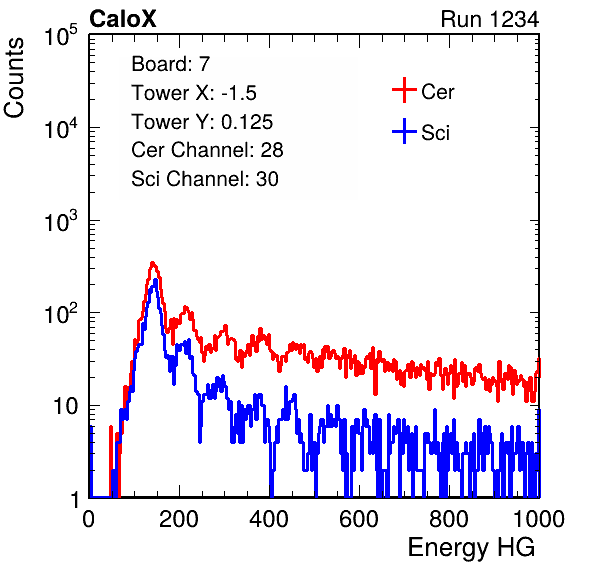 CaloX Run 1234
Counts
Board: 7
Tower X: -1.5
Tower Y: 0.125
Cer Channel: 28
Sci Channel: 30
Cer
Sci
10^5
10^4
10^3
10^2
10
1
0 200 400 600 800 1000
Energy HG